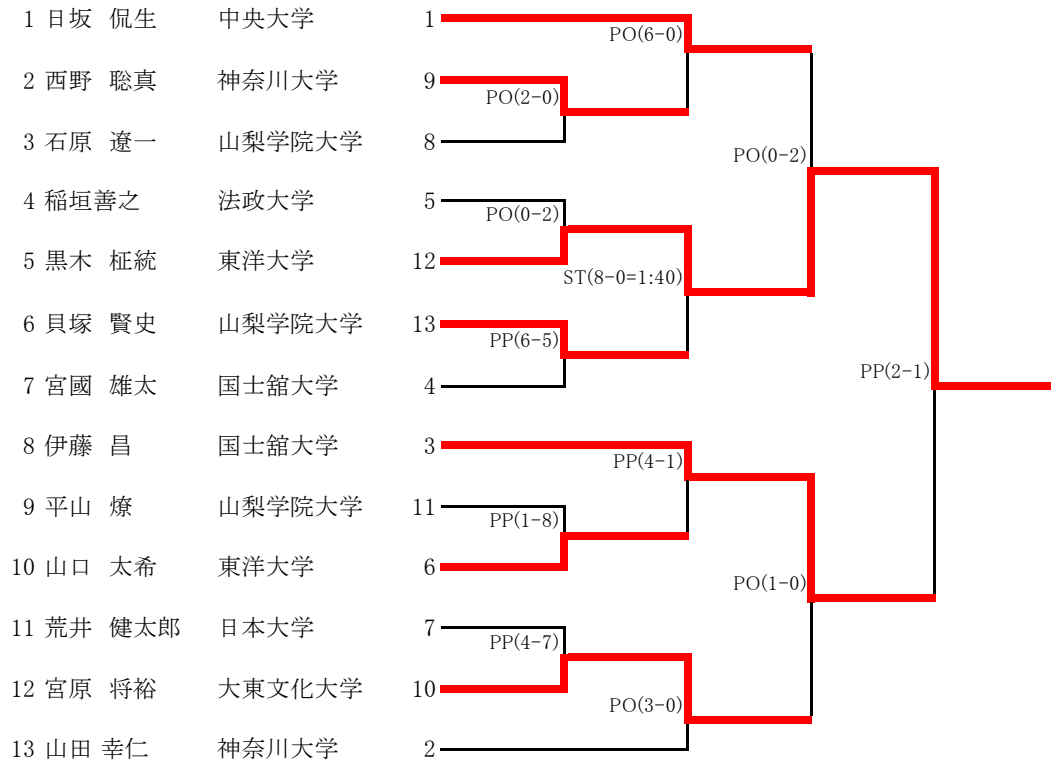 1 日坂 侃生 中央大学 1
PO(6-0)
2 西野 聡真 神奈川大学 9
PO(2-0)
3 石原 遼一 山梨学院大学 8
PO(0-2)
4 稲垣善之 法政大学 5
PO(0-2)
5 黒木 柾統 東洋大学 12
ST(8-0=1:40)
6 貝塚 賢史 山梨学院大学 13
PP(6-5)
7 宮國 雄太 国士舘大学 4
PP(2-1)
8 伊藤 昌 国士舘大学 3
PP(4-1)
9 平山 燎 山梨学院大学 11
PP(1-8)
10 山口 太希 東洋大学 6
PO(1-0)
11 荒井 健太郎 日本大学 7
PP(4-7)
12 宮原 将裕 大東文化大学 10
PO(3-0)
13 山田 幸仁 神奈川大学 2